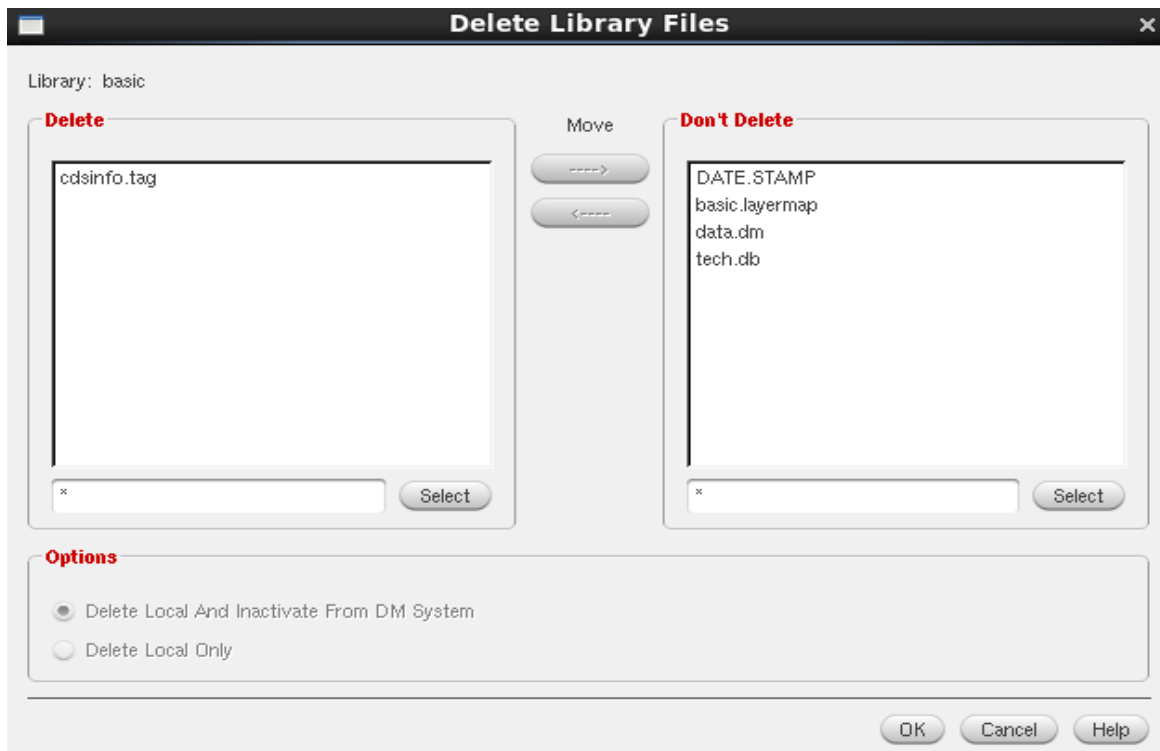 Delete Library Files
Library: basic
Delete
Move
Don't Delete
cdsinfo.tag
---->
<----
DATE.STAMP
basic.layermap
data.dm
tech.db
*
Select
*
Select
Options
Delete Local And Inactivate From DM System
Delete Local Only
OK
Cancel
Help